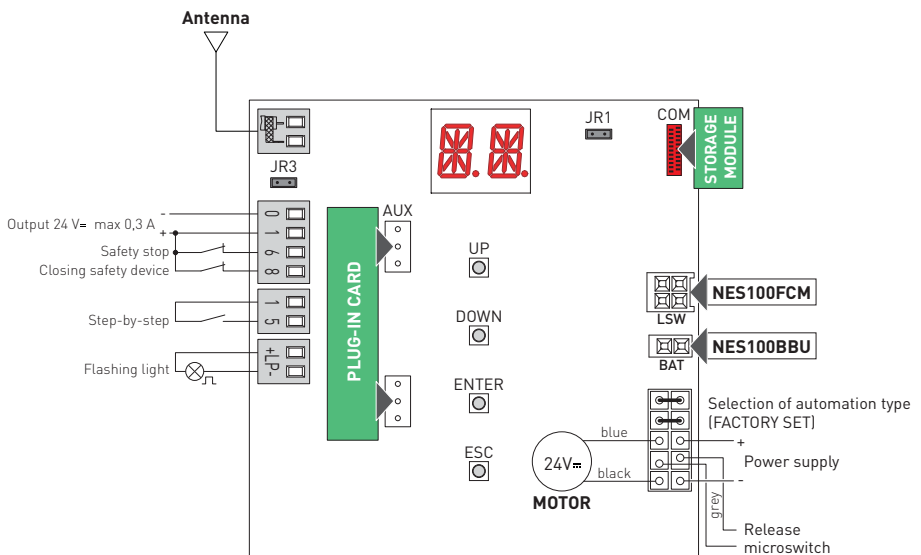 Antenna
JR3
JR1
COM
STORAGE
MODULE
Output 24 V= max 0,3 A
-
+
Safety stop
Closing safety device
0
1
6
8
Step-by-step
1
5
Flashing light
+LP-
PLUG-IN CARD
AUX
UP
DOWN
ENTER
ESC
LSW
NES100FCM
BAT
NES100BBU
Selection of automation type
(FACTORY SET)
blue
black
24V=
MOTOR
+
Power supply
-
grey
Release
microswitch